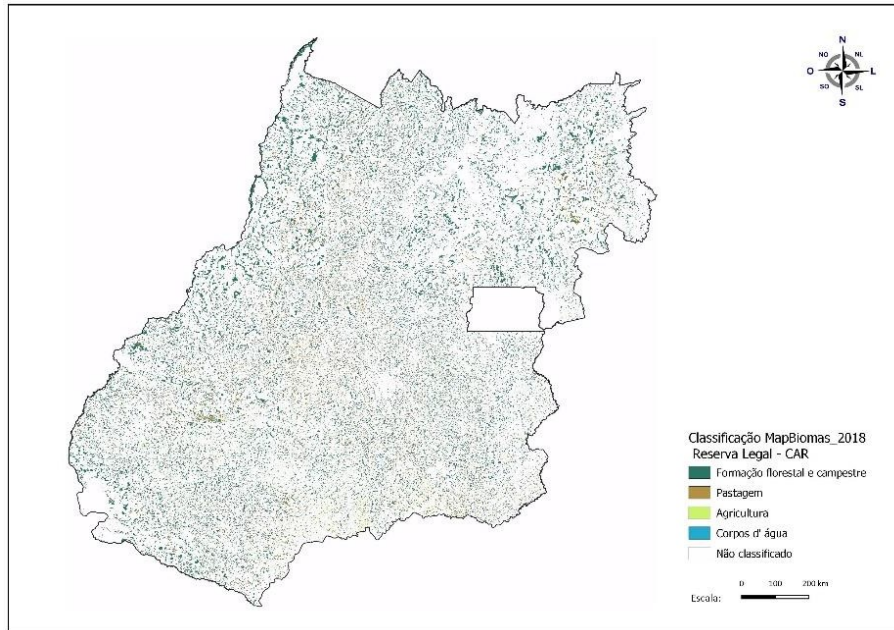 N
NO NL
O L
SO SL
S
Classificação MapBiomas_2018
Reserva Legal - CAR
Formação florestal e campestre
Pastagem
Agricultura
Corpos d' água
Não classificado
0 100 200 km
Escala: